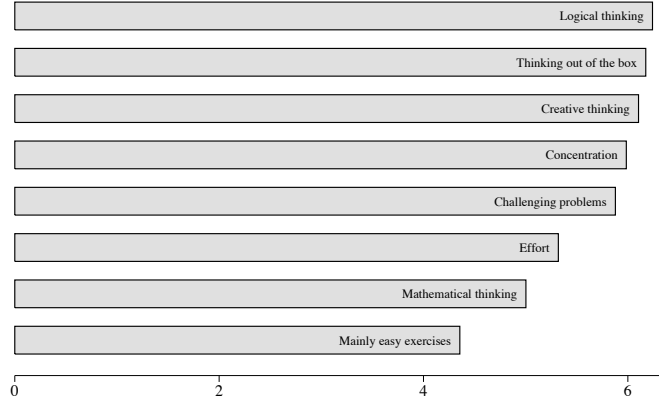 Logical thinking
Thinking out of the box
Creative thinking
Concentration
Challenging problems
Effort
Mathematical thinking
Mainly easy exercises
0 2 4 6